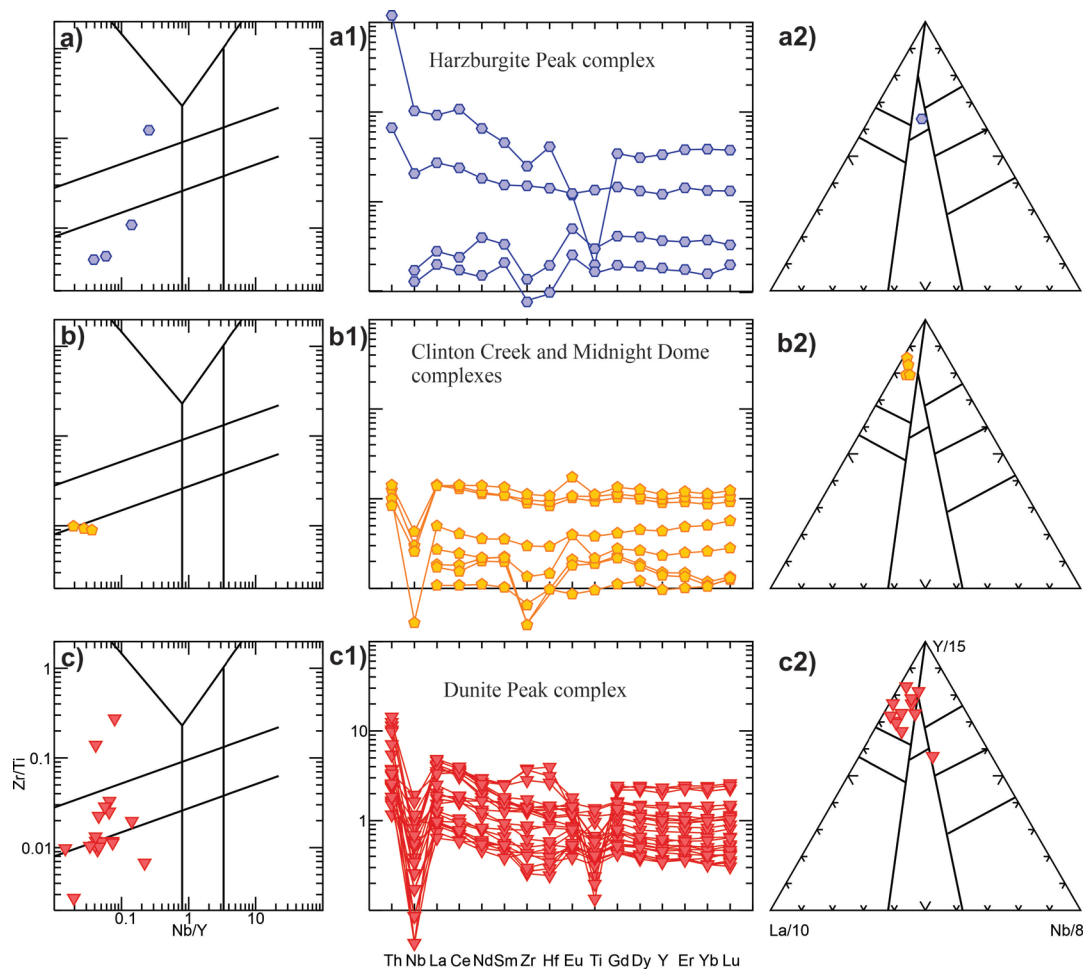 a)
a1)
Harzburgite Peak complex
a2)
b)
b1)
Clinton Creek and Midnight Dome
complexes
b2)
c)
1
0.1
0.01
Zr/Ti
0.1
1
10
Nb/Y
c1)
Dunite Peak complex
10
1
Th Nb La Ce Nd Sm Zr Hf Eu Ti Gd Dy Y Er Yb Lu
c2)
Y/15
La/10
Nb/8